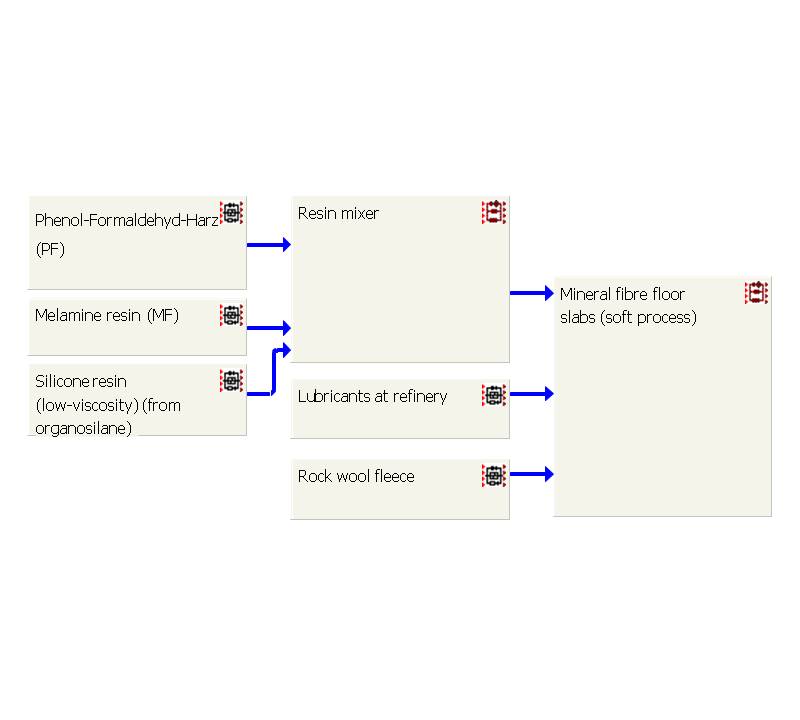 Phenol-Formaldehyd-Harz
(PF)
Melamine resin (MF)
Silicone resin
(low-viscosity) (from
organosilane)
Resin mixer
Lubricants at refinery
Rock wool fleece
Mineral fibre floor
slabs (soft process)